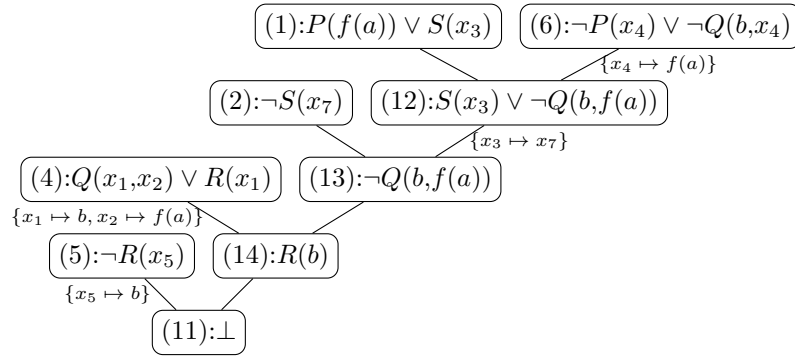 (1):P(f(a)) ∨ S(x₃) (6):¬P(x₄) ∨ ¬Q(b,x₄)
{x₄ ↦ f(a)}
(2):¬S(x₇) (12):S(x₃) ∨ ¬Q(b,f(a))
{x₃ ↦ x₇}
(4):Q(x₁,x₂) ∨ R(x₁) (13):¬Q(b,f(a))
{x₁ ↦ b, x₂ ↦ f(a)}
(5):¬R(x₅) (14):R(b)
{x₅ ↦ b}
(11):⊥